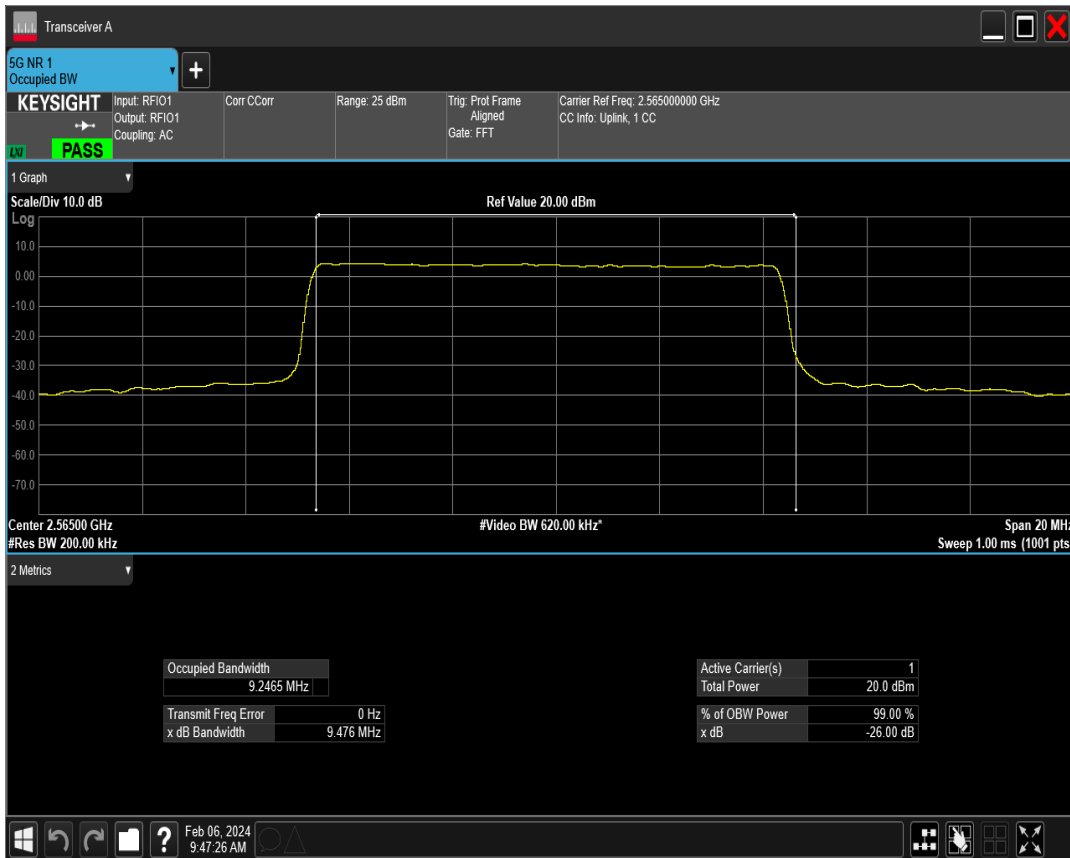 Transceiver A
5G NR 1
Occupied BW
+
KEYSIGHT
LXI
PASS
Input: RFIO1
Output: RFIO1
Coupling: AC
Corr CCorr
Range: 25 dBm
Trig: Prot Frame
Aligned
Gate: FFT
Carrier Ref Freq: 2.565000000 GHz
CC Info: Uplink, 1 CC
1 Graph
Scale/Div 10.0 dB
Ref Value 20.00 dBm
Log
10.0
0.00
-10.0
-20.0
-30.0
-40.0
-50.0
-60.0
-70.0
Center 2.56500 GHz
#Video BW 620.00 kHz*
Span 20 MHz
#Res BW 200.00 kHz
Sweep 1.00 ms (1001 pts
2 Metrics
Occupied Bandwidth
9.2465 MHz
Transmit Freq Error 0 Hz
x dB Bandwidth 9.476 MHz
Active Carrier(s) 1
Total Power 20.0 dBm
% of OBW Power 99.00 %
x dB -26.00 dB
?
Feb 06, 2024
9:47:26 AM